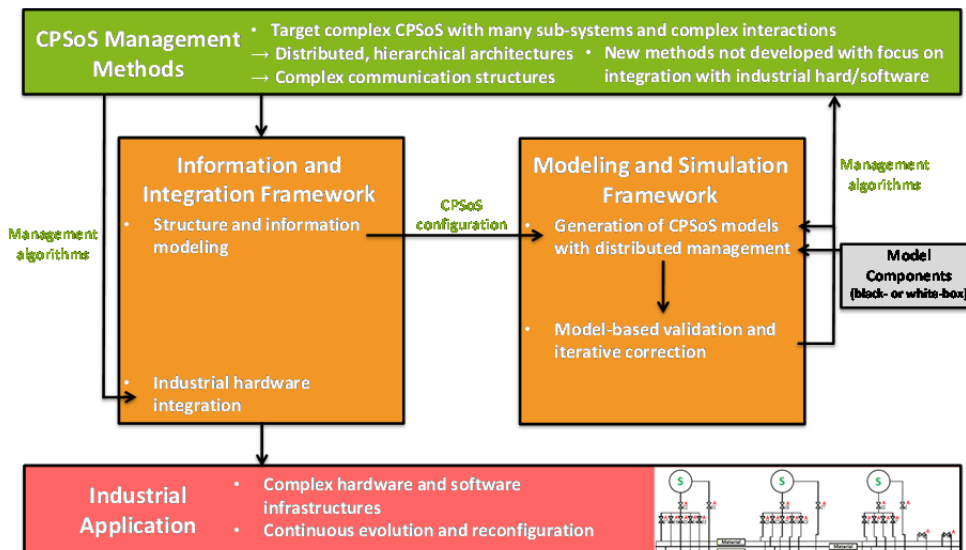 CPSoS Management
Methods
• Target complex CPSoS with many sub-systems and complex interactions
→ Distributed, hierarchical architectures
→ Complex communication structures
• New methods not developed with focus on
integration with industrial hard/software
Management
algorithms
Information and
Integration Framework
• Structure and information
modeling
• Industrial hardware
integration
CPSoS
configuration
Modeling and Simulation
Framework
• Generation of CPSoS models
with distributed management
• Model-based validation and
iterative correction
Management
algorithms
Model
Components
(black- or white-box)
Industrial
Application
• Complex hardware and software
infrastructures
• Continuous evolution and reconfiguration
S
S
S
Material
Material